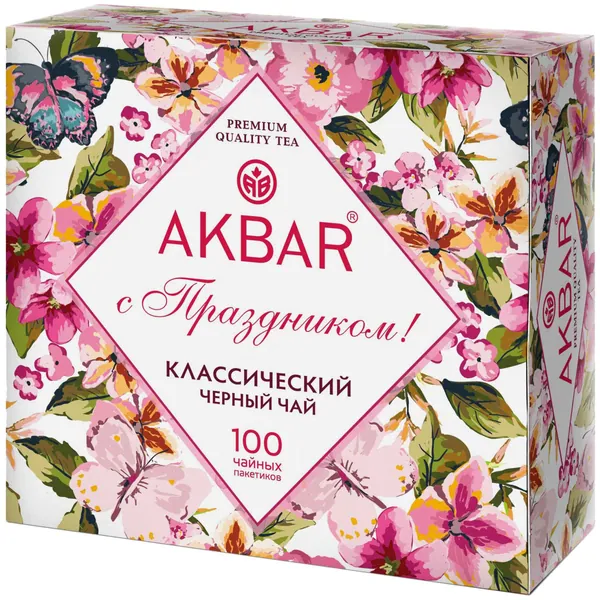 PREMIUM
QUALITY TEA
AKBAR®
с Праздником!
КЛАССИЧЕСКИЙ
ЧЕРНЫЙ ЧАЙ
100
чайных
пакетиков
AKBAR
PREMIUM QUALITY
TEA